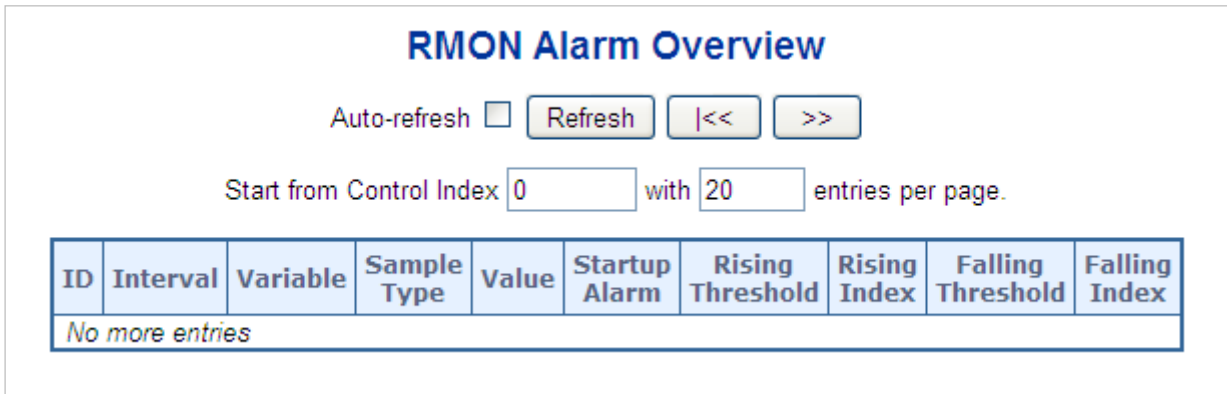 RMON Alarm Overview
Auto-refresh Refresh |<< >>
Start from Control Index 0 with 20 entries per page.
ID Interval Variable Sample Type Value Startup Alarm Rising Threshold Rising Index Falling Threshold Falling Index
No more entries